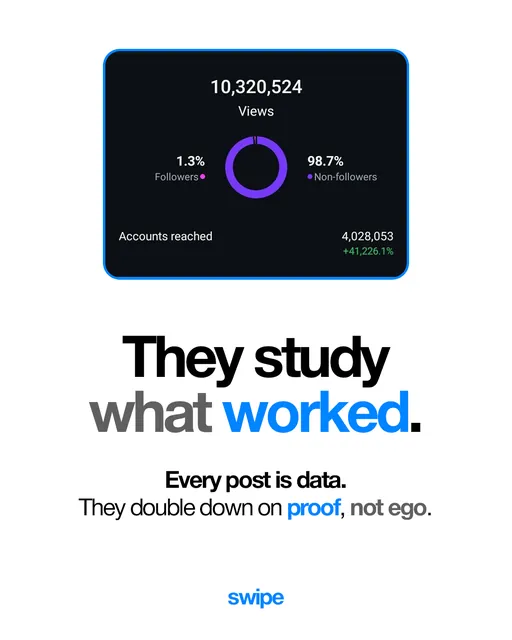 10,320,524
Views
1.3%
Followers
98.7%
Non-followers
Accounts reached
4,028,053
+41,226.1%
They study
what worked.
Every post is data.
They double down on proof, not ego.
swipe